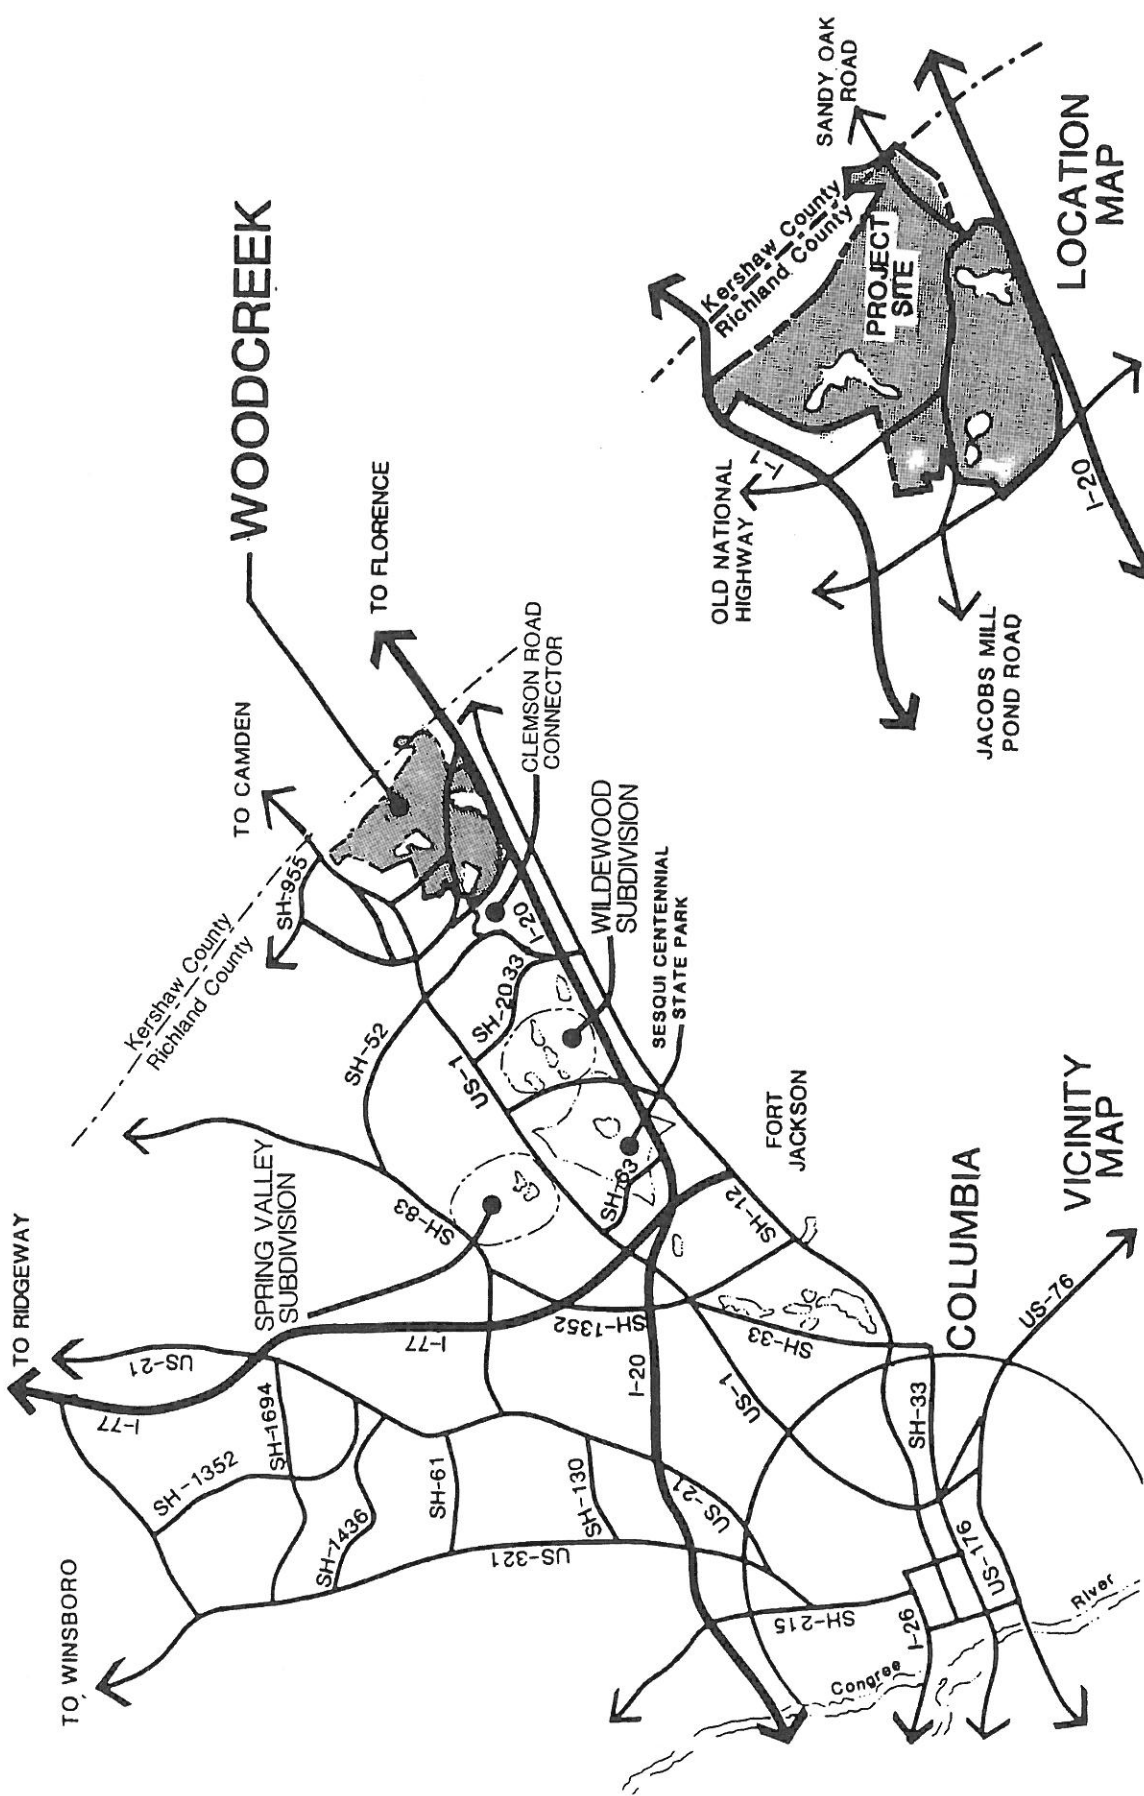 WOODCREEK
TO FLORENCE
TO CAMDEN
CLEMSON ROAD
CONNECTOR
WILDEWOOD
SUBDIVISION
SESQUI CENTENNIAL
STATE PARK
Kershaw County
Richland County
SH-955
I-20
SH-20-33
SH-52
US-1
SPRING VALLEY
SUBDIVISION
SH-83
SH-63
FORT
JACKSON
SH-12
TO RIDGEWAY
US-21
I-77
I-77
SH-1352
SH-33
I-20
US-1
SH-1694
SH-1352
SH-1436
SH-61
SH-130
US-21
US-321
TO WINSBORO
SH-215
SH-33
US-176
I-26
US-76
Congree
River
COLUMBIA
VICINITY
MAP
SANDY OAK
ROAD
Kershaw County
Richland County
PROJECT
SITE
OLD NATIONAL
HIGHWAY
JACOBS MILL
POND ROAD
I-20
LOCATION
MAP